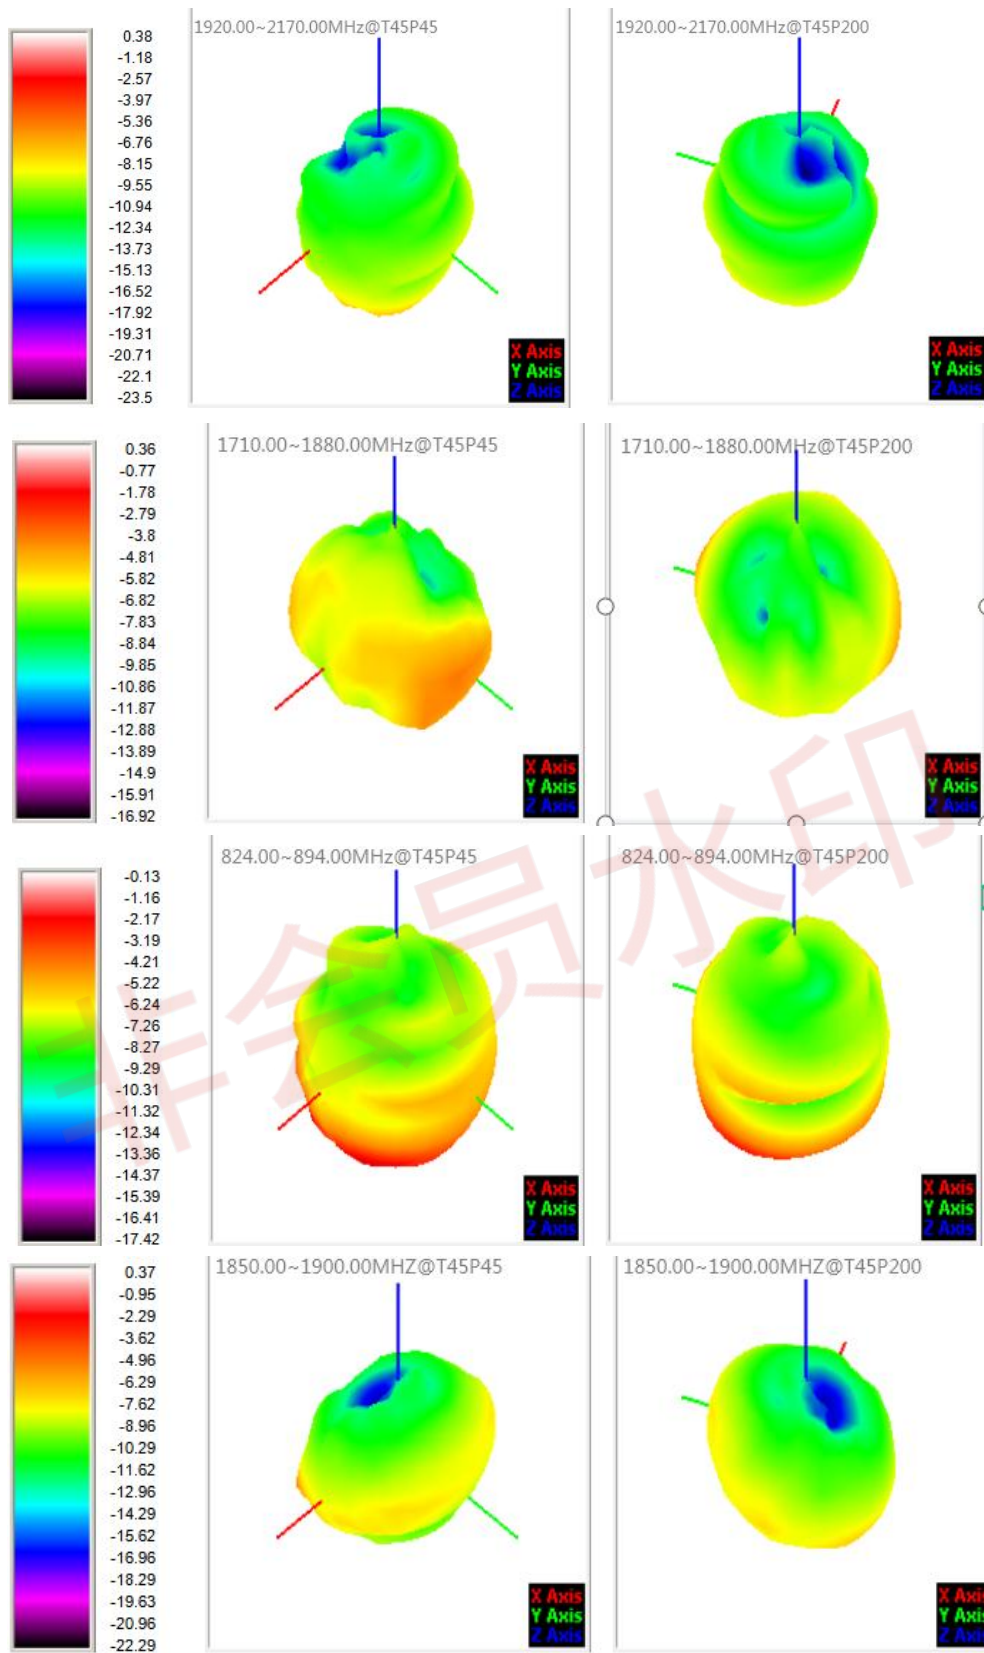 1920.00~2170.00MHz@T45P45
1920.00~2170.00MHz@T45P200
0.38
-1.18
-2.57
-3.97
-5.36
-6.76
-8.15
-9.55
-10.94
-12.34
-13.73
-15.13
-16.52
-17.92
-19.31
-20.71
-22.1
-23.5
X Axis
Y Axis
Z Axis
X Axis
Y Axis
Z Axis
1710.00~1880.00MHz@T45P45
1710.00~1880.00MHz@T45P200
0.36
-0.77
-1.78
-2.79
-3.8
-4.81
-5.82
-6.82
-7.83
-8.84
-9.85
-10.86
-11.87
-12.88
-13.89
-14.9
-15.91
-16.92
X Axis
Y Axis
Z Axis
X Axis
Y Axis
Z Axis
824.00~894.00MHz@T45P45
824.00~894.00MHz@T45P200
-0.13
-1.16
-2.17
-3.19
-4.21
-5.22
-6.24
-7.26
-8.27
-9.29
-10.31
-11.32
-12.34
-13.36
-14.37
-15.39
-16.41
-17.42
X Axis
Y Axis
Z Axis
X Axis
Y Axis
Z Axis
1850.00~1900.00MHZ@T45P45
1850.00~1900.00MHZ@T45P200
0.37
-0.95
-2.29
-3.62
-4.96
-6.29
-7.62
-8.96
-10.29
-11.62
-12.96
-14.29
-15.62
-16.96
-18.29
-19.63
-20.96
-22.29
X Axis
Y Axis
Z Axis
X Axis
Y Axis
Z Axis
非会员水印